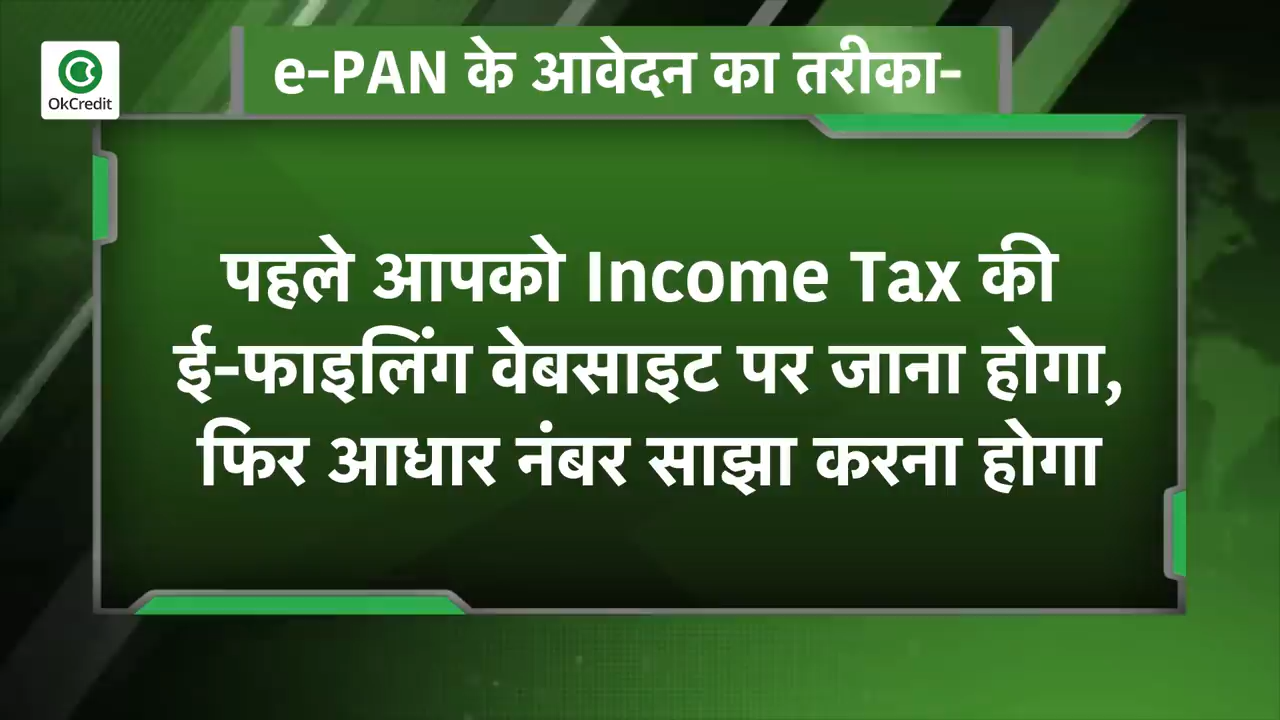 OkCredit
e-PAN के आवेदन का तरीका-
पहले आपको Income Tax की
ई-फाइलिंग वेबसाइट पर जाना होगा,
फिर आधार नंबर साझा करना होगा